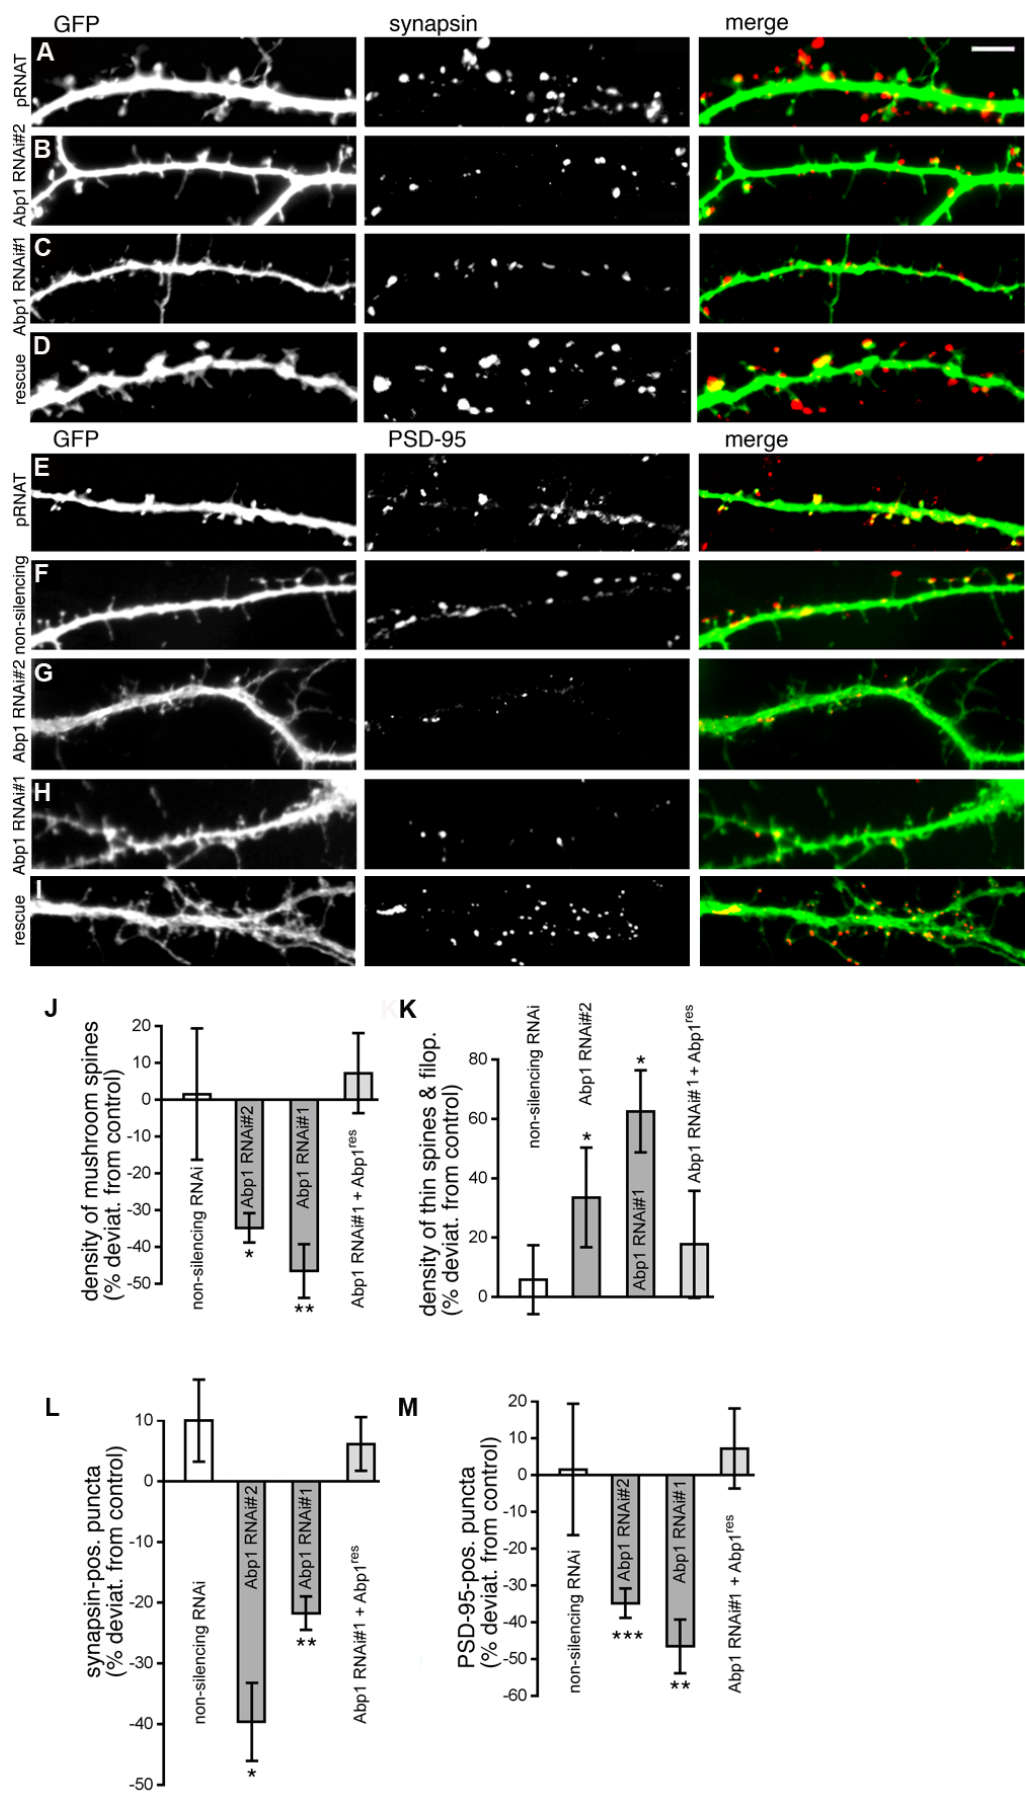 GFP synapsin merge
A pRNAT
B Abp1 RNAi#2
C Abp1 RNAi#1
D rescue
GFP PSD-95 merge
E pRNAT
F non-silencing
G Abp1 RNAi#2
H Abp1 RNAi#1
I rescue
J
density of mushroom spines
(% deviat. from control)
20
10
0
-10
-20
-30
-40
-50
non-silencing RNAi
Abp1 RNAi#2
*
Abp1 RNAi#1
**
Abp1 RNAi#1 + Abp1res
K
density of thin spines & filop.
(% deviat. from control)
80
60
40
20
0
non-silencing RNAi
Abp1 RNAi#2
*
Abp1 RNAi#1
*
Abp1 RNAi# 1 + Abp1res
L
synapsin-pos. puncta
(% deviat. from control)
10
0
-10
-20
-30
-40
-50
non-silencing RNAi
Abp1 RNAi#2
*
Abp1 RNAi#1
**
Abp1 RNAi#1 + Abp1res
M
PSD-95-pos. puncta
(% deviat. from control)
20
10
0
-10
-20
-30
-40
-50
-60
non-silencing RNAi
Abp1 RNAi#2
***
Abp1 RNAi#1
**
Abp1 RNAi#1 + Abp1res